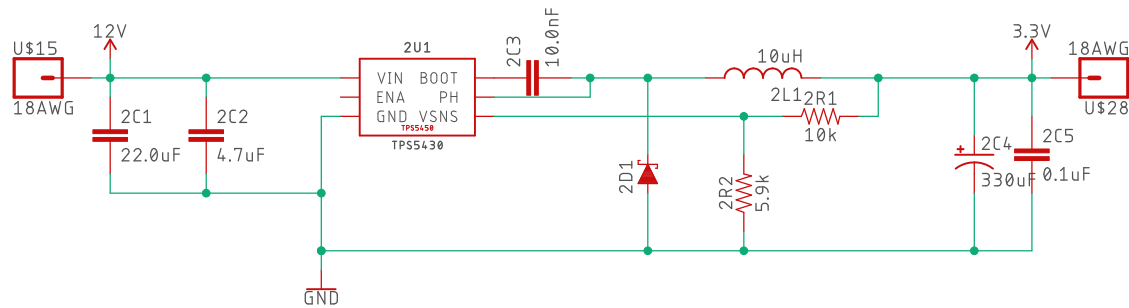 U$15
18AWG
12V
2C1
22.0uF
2C2
4.7uF
2U1
VIN BOOT
ENA PH
GND VSNS
TPS5450
TPS5430
2C3
10.0nF
2D1
10uH
2L1
2R1
10k
2R2
5.9k
3.3V
18AWG
U$28
2C4
330uF
2C5
0.1uF
GND